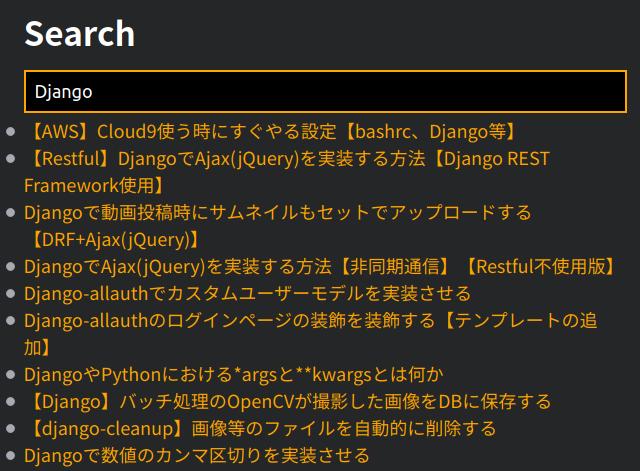 Search
Django
【AWS】Cloud9使う時にすぐやる設定【bashrc、Django等】
【Restful】DjangoでAjax(jQuery)を実装する方法【Django REST
Framework使用】
Djangoで動画投稿時にサムネイルもセットでアップロードする
【DRF+Ajax(jQuery)】
DjangoでAjax(jQuery)を実装する方法【非同期通信】【Restful不使用版】
Django-allauthでカスタムユーザーモデルを実装させる
Django-allauthのログインページの装飾を装飾する【テンプレートの追
加】
DjangoやPythonにおける*argsと**kwargsとは何か
【Django】バッチ処理のOpenCVが撮影した画像をDBに保存する
【django-cleanup】画像等のファイルを自動的に削除する
Djangoで数値のカンマ区切りを実装させる